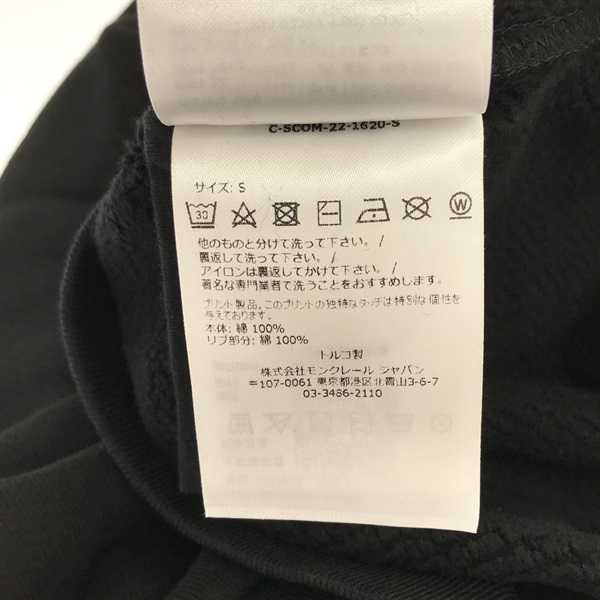 C-SCOM-22-1620-S
サイズ: S
30
W
他のものと分けて洗って下さい。/
裏返して洗って下さい。/
アイロンは裏返してかけて下さい。/
著名な専門業者で洗うことをおすすめします。
プリント製品。このプリントの独特なタッチは特別な個性を
与えております。
本体: 綿 100%
リブ部分: 綿 100%
トルコ製
株式会社モンクレール ジャパン
〒107-0061 東京都港区北青山3-6-7
03-3486-2110